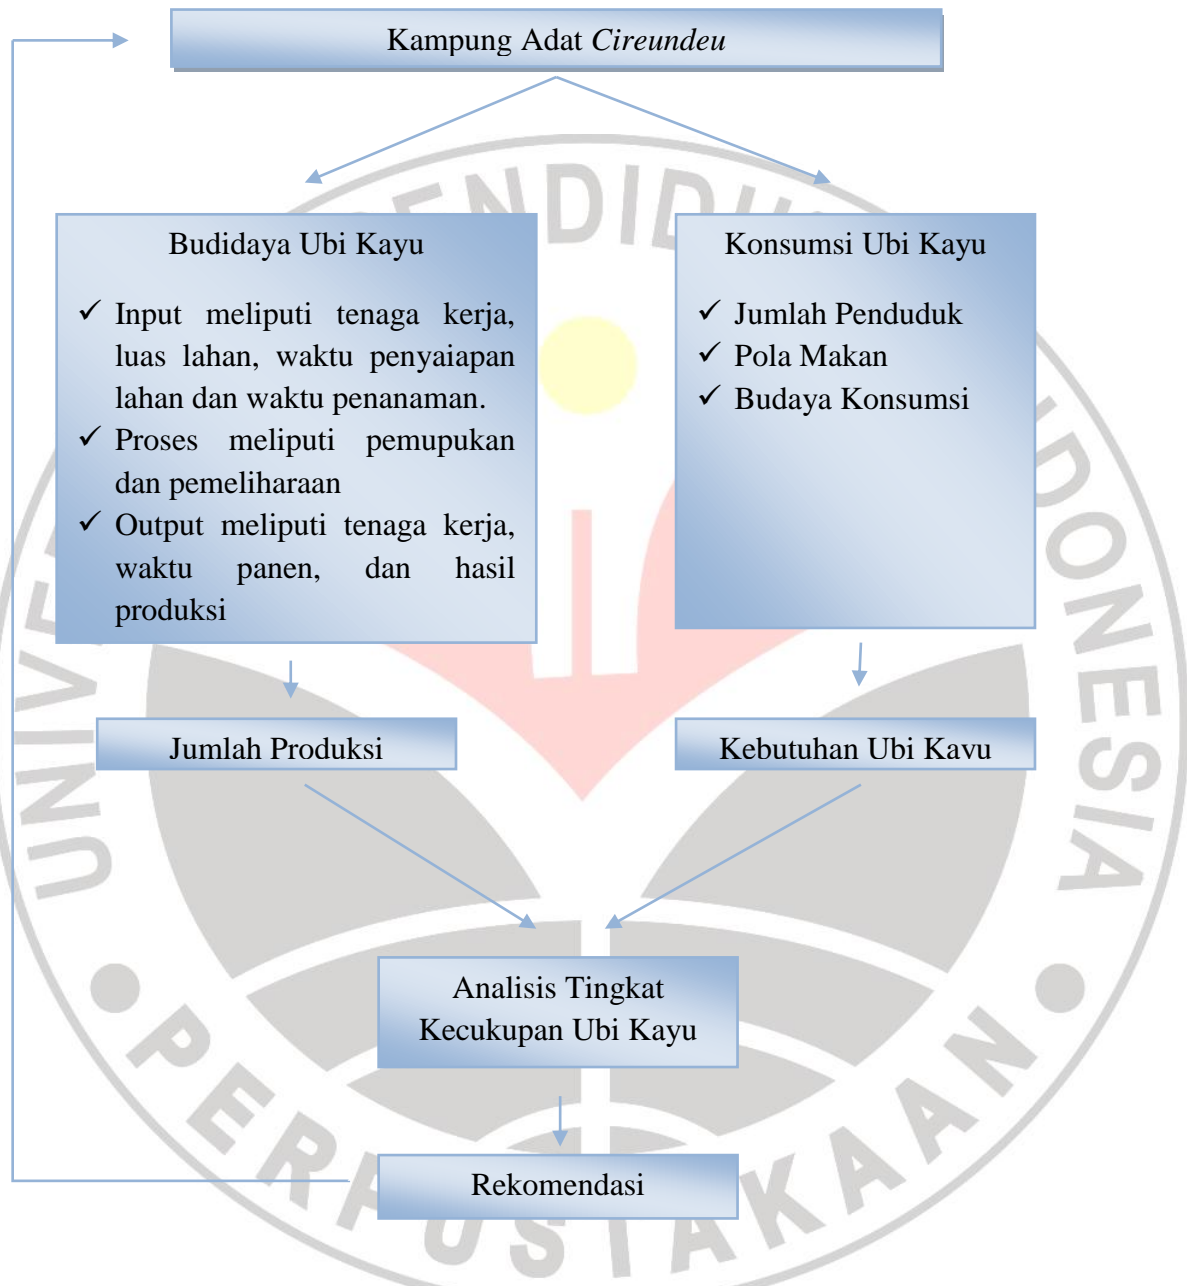 Kampung Adat Cireundeu
Budidaya Ubi Kayu
✓ Input meliputi tenaga kerja,
luas lahan, waktu penyaiapan
lahan dan waktu penanaman.
✓ Proses meliputi pemupukan
dan pemeliharaan
✓ Output meliputi tenaga kerja,
waktu panen, dan hasil
produksi
Konsumsi Ubi Kayu
✓ Jumlah Penduduk
✓ Pola Makan
✓ Budaya Konsumsi
Jumlah Produksi
Kebutuhan Ubi Kayu
Analisis Tingkat
Kecukupan Ubi Kayu
Rekomendasi
PERPUSTAKAAN